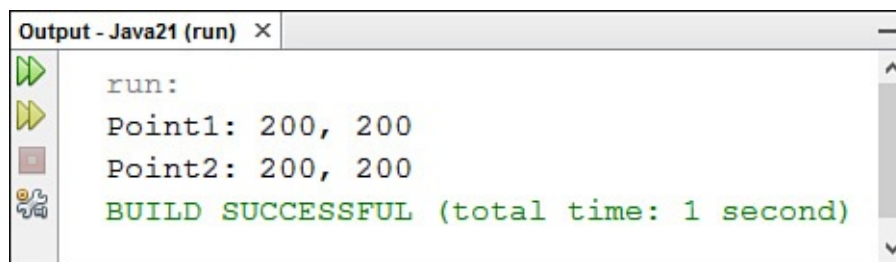 Output - Java21 (run) ×
run:
Point1: 200, 200
Point2: 200, 200
BUILD SUCCESSFUL (total time: 1 second)